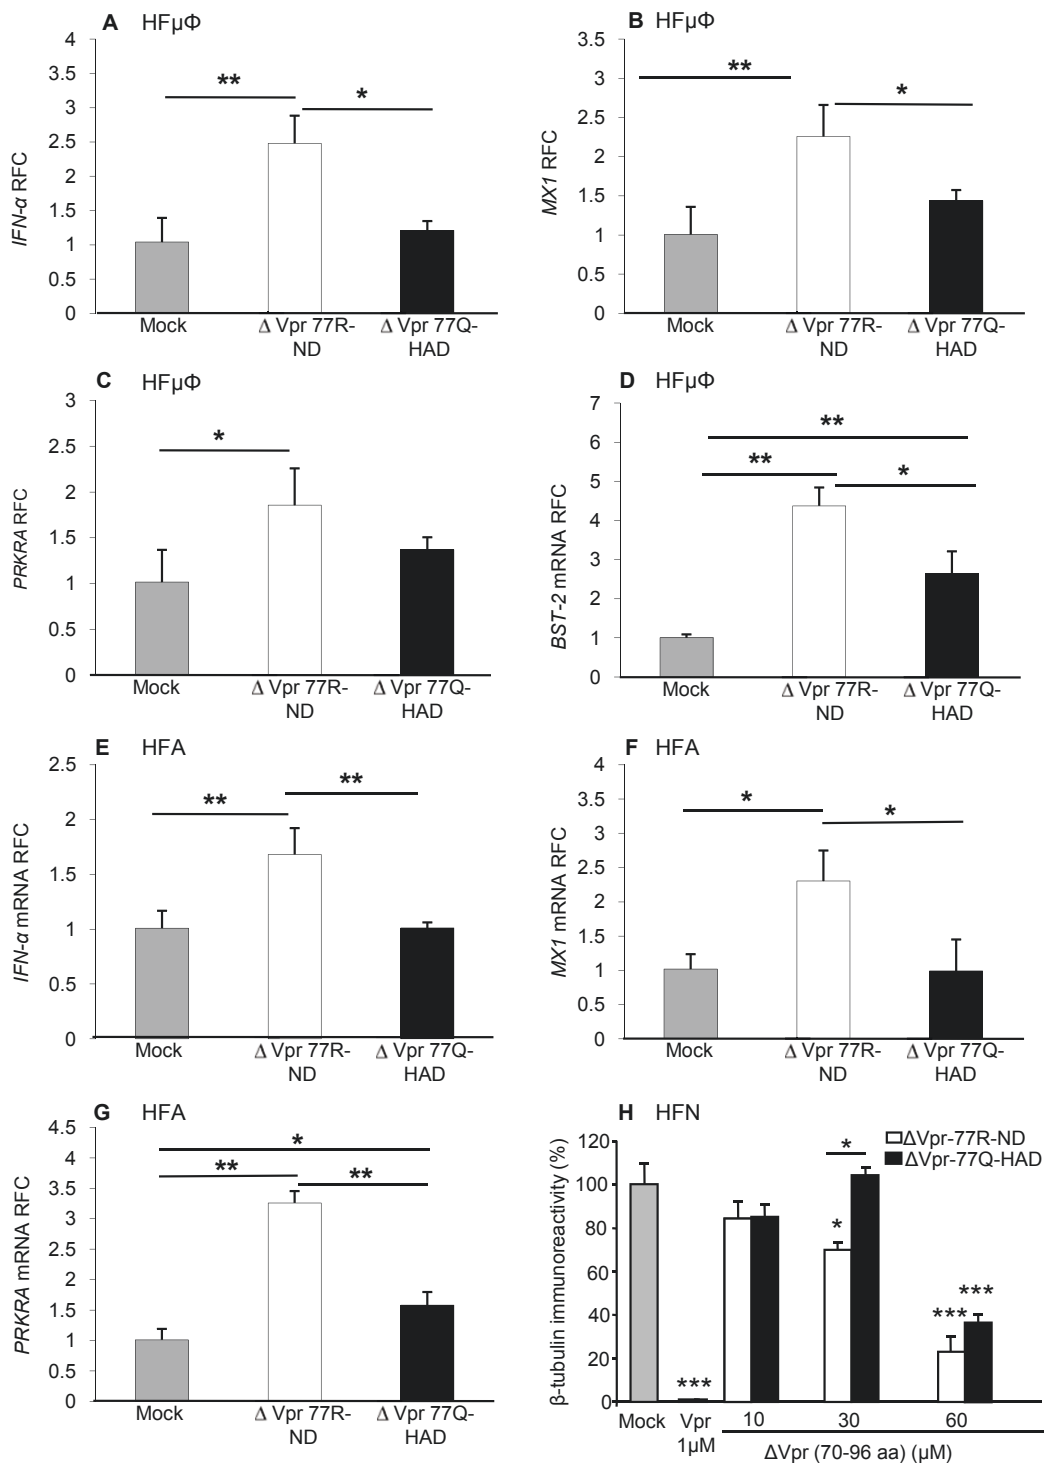 A HFμΦ
IFN-α RFC
4
3.5
3
2.5
2
1.5
1
0.5
0
**
*
Mock
Δ Vpr 77R-
ND
Δ Vpr 77Q-
HAD
B HFμΦ
MX1 RFC
3.5
3
2.5
2
1.5
1
0.5
0
**
*
Mock
Δ Vpr 77R-
ND
Δ Vpr 77Q-
HAD
C HFμΦ
PRKRA RFC
3
2.5
2
1.5
1
0.5
0
*
Mock
Δ Vpr 77R-
ND
Δ Vpr 77Q-
HAD
D HFμΦ
BST-2 mRNA RFC
7
6
5
4
3
2
1
0
**
**
*
Mock
Δ Vpr 77R-
ND
Δ Vpr 77Q-
HAD
E HFA
IFN-α mRNA RFC
2.5
2
1.5
1
0.5
0
**
**
Mock
Δ Vpr 77R-
ND
Δ Vpr 77Q-
HAD
F HFA
MX1 mRNA RFC
4
3.5
3
2.5
2
1.5
1
0.5
0
*
*
Mock
Δ Vpr 77R-
ND
Δ Vpr 77Q-
HAD
G HFA
PRKRA mRNA RFC
4.5
4
3.5
3
2.5
2
1.5
1
0.5
0
*
**
**
Mock
Δ Vpr 77R-
ND
Δ Vpr 77Q-
HAD
H HFN
β-tubulin immunoreactivity (%)
120
100
80
60
40
20
0
ΔVpr-77R-ND
ΔVpr-77Q-HAD
*
*
***
***
***
Mock
Vpr
1μM
10
30
60
ΔVpr (70-96 aa) (μM)